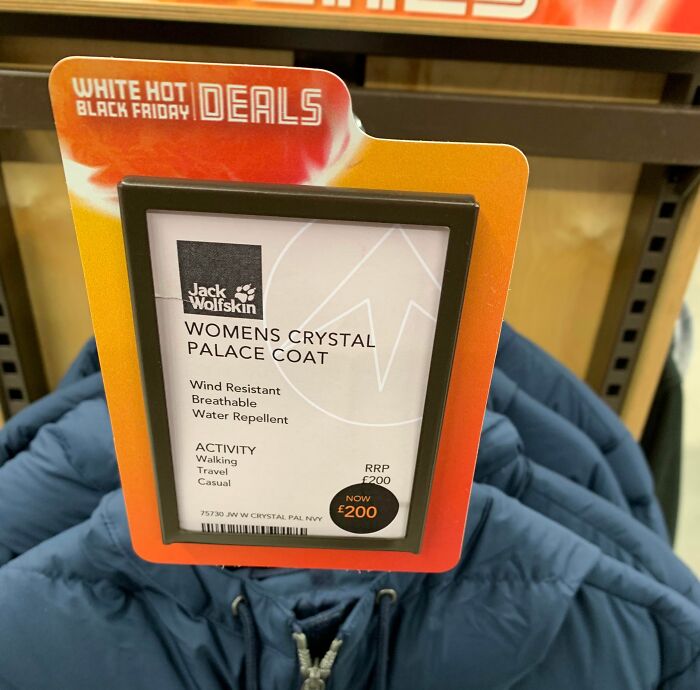 WHITE HOT
BLACK FRIDAY
DEALS
Jack
Wolfskin
WOMENS CRYSTAL
PALACE COAT
Wind Resistant
Breathable
Water Repellent
ACTIVITY
Walking
Travel
Casual
RRP
£200
NOW
£200
75730 JW W CRYSTAL PAL NVY